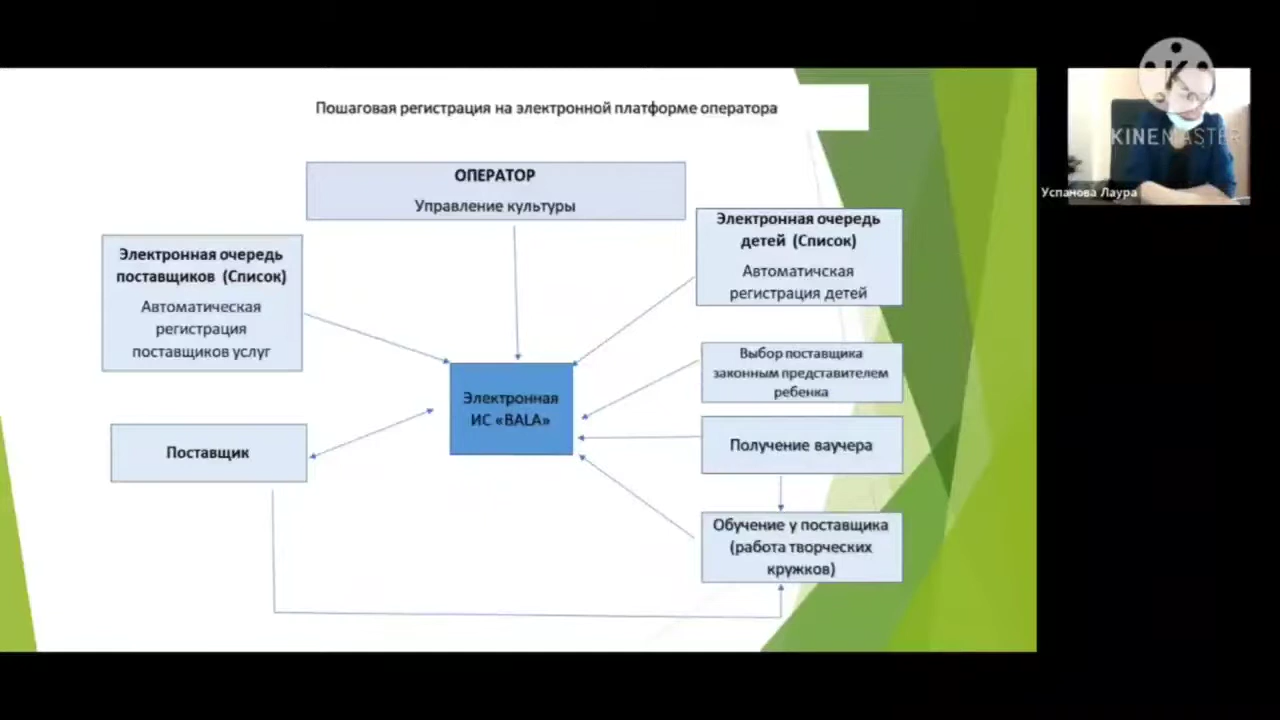 Пошаговая регистрация на электронной платформе оператора
ОПЕРАТОР
Управление культуры
Электронная очередь
поставщиков (Список)
Автоматическая
регистрация
поставщиков услуг
Поставщик
Электронная
ИС «BALA»
Электронная очередь
детей (Список)
Автоматичская
регистрация детей
Выбор поставщика
законным представителем
ребенка
Получение ваучера
Обучение у поставщика
(работа творческих
кружков)
K
KINEMASTER
Успанова Лаура